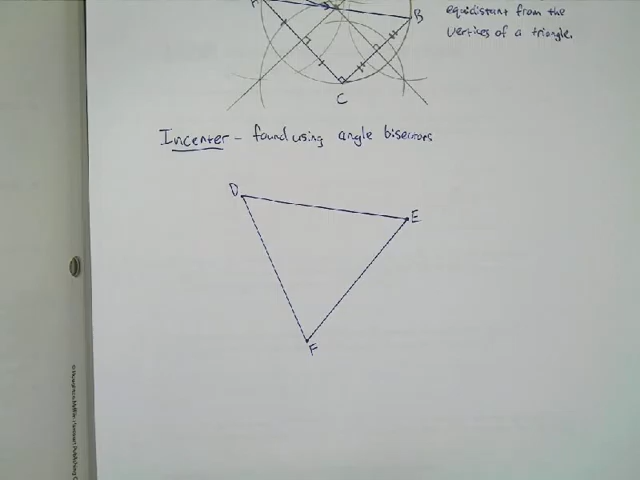 B
equidistant from the
vertices of a triangle.
C
Incenter - found using angle bisectors
D
E
F